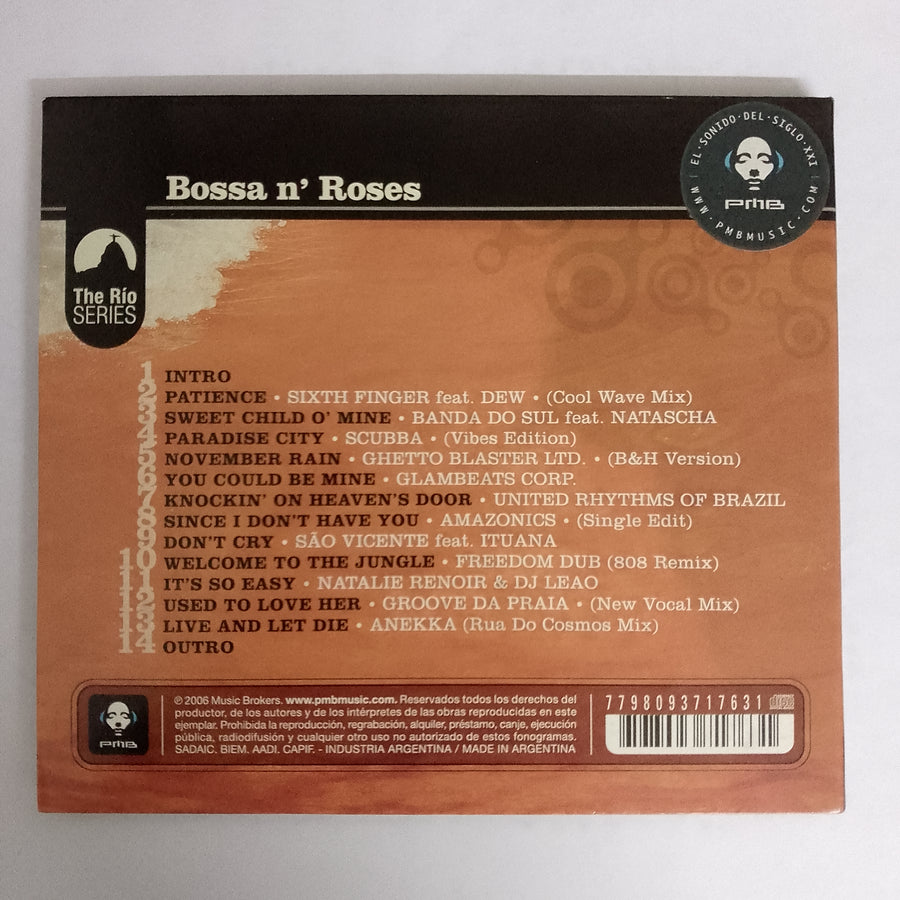 EL·SONIDO·DEL·SIGLO·XXI
PMB
WWW.PMBMUSIC.COM
Bossa n' Roses
The Río
SERIES
1 INTRO
2 PATIENCE • SIXTH FINGER feat. DEW • (Cool Wave Mix)
3 SWEET CHILD O' MINE • BANDA DO SUL feat. NATASCHA
4 PARADISE CITY • SCUBBA • (Vibes Edition)
5 NOVEMBER RAIN • GHETTO BLASTER LTD. • (B&H Version)
6 YOU COULD BE MINE • GLAMBEATS CORP.
7 KNOCKIN' ON HEAVEN'S DOOR • UNITED RHYTHMS OF BRAZIL
8 SINCE I DON'T HAVE YOU • AMAZONICS • (Single Edit)
9 DON'T CRY • SÃO VICENTE feat. ITUANA
10 WELCOME TO THE JUNGLE • FREEDOM DUB (808 Remix)
11 IT'S SO EASY • NATALIE RENOIR & DJ LEAO
12 USED TO LOVE HER • GROOVE DA PRAIA • (New Vocal Mix)
13 LIVE AND LET DIE • ANEKKA (Rua Do Cosmos Mix)
14 OUTRO
PMB
℗ 2006 Music Brokers. www.pmbmusic.com. Reservados todos los derechos del
productor, de los autores y de los intérpretes de las obras reproducidas en este
ejemplar. Prohibida la reproducción, regrabación, alquiler, préstamo, canje, ejecución
pública, radiodifusión y cualquier otro uso no autorizado de estos fonogramas.
SADAIC. BIEM. AADI. CAPIF. - INDUSTRIA ARGENTINA / MADE IN ARGENTINA
7798093717631